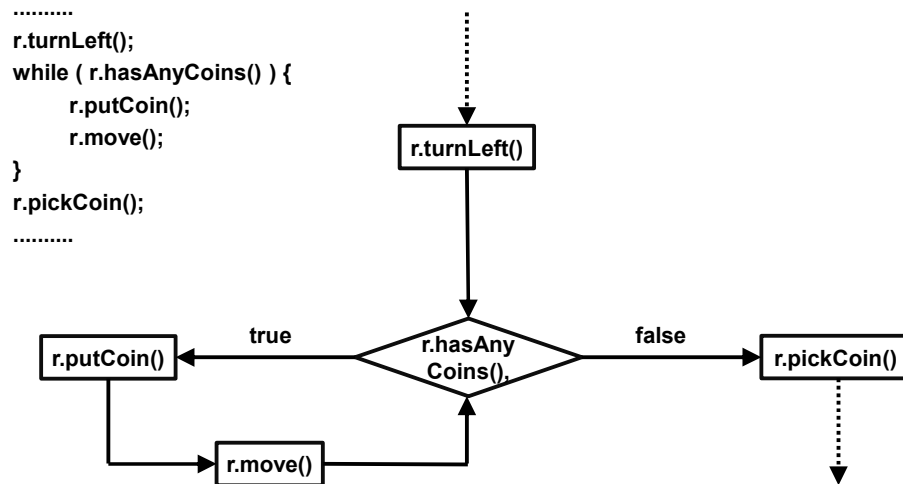 ..........
r.turnLeft();
while ( r.hasAnyCoins() ) {
r.putCoin();
r.move();
}
r.pickCoin();
..........
r.turnLeft()
true
false
r.putCoin()
r.hasAny
Coins(),
r.pickCoin()
r.move()